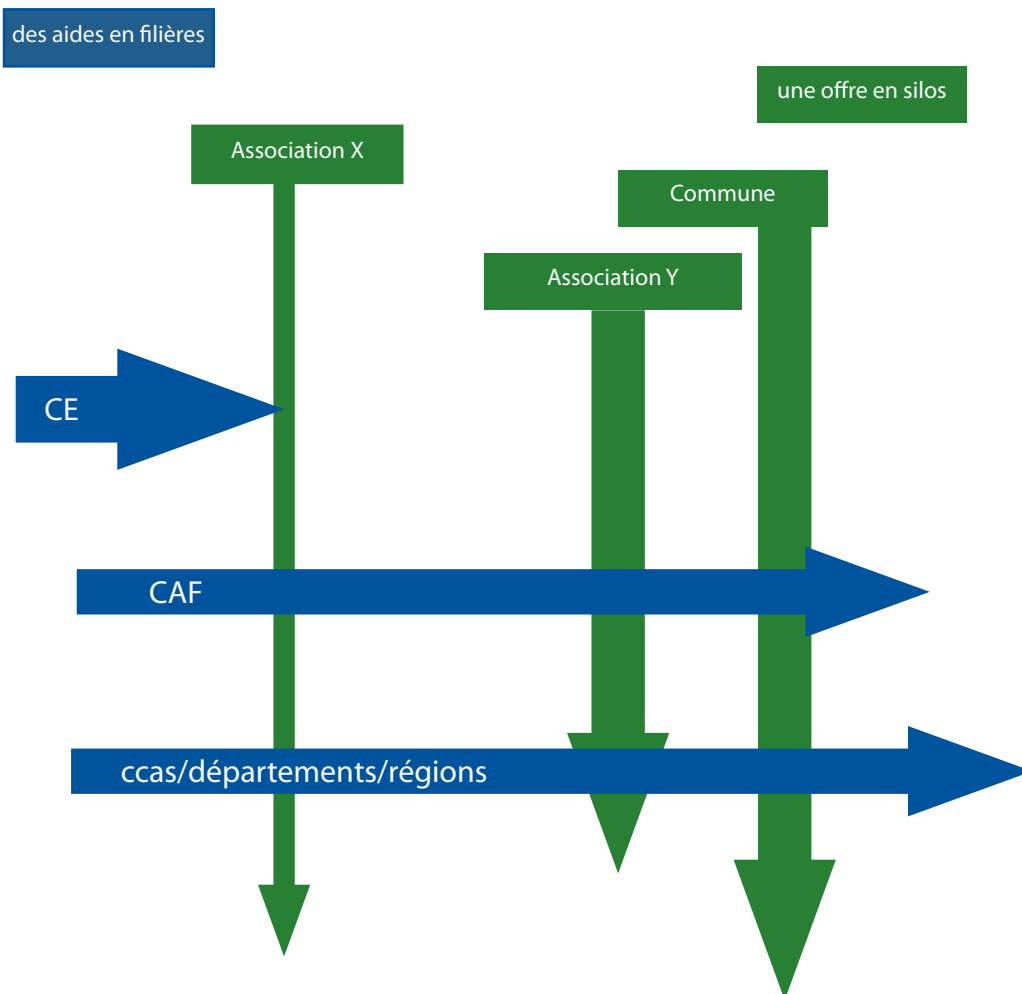 des aides en filières
une offre en silos
Association X
Commune
Association Y
CE
CAF
ccas/départements/régions